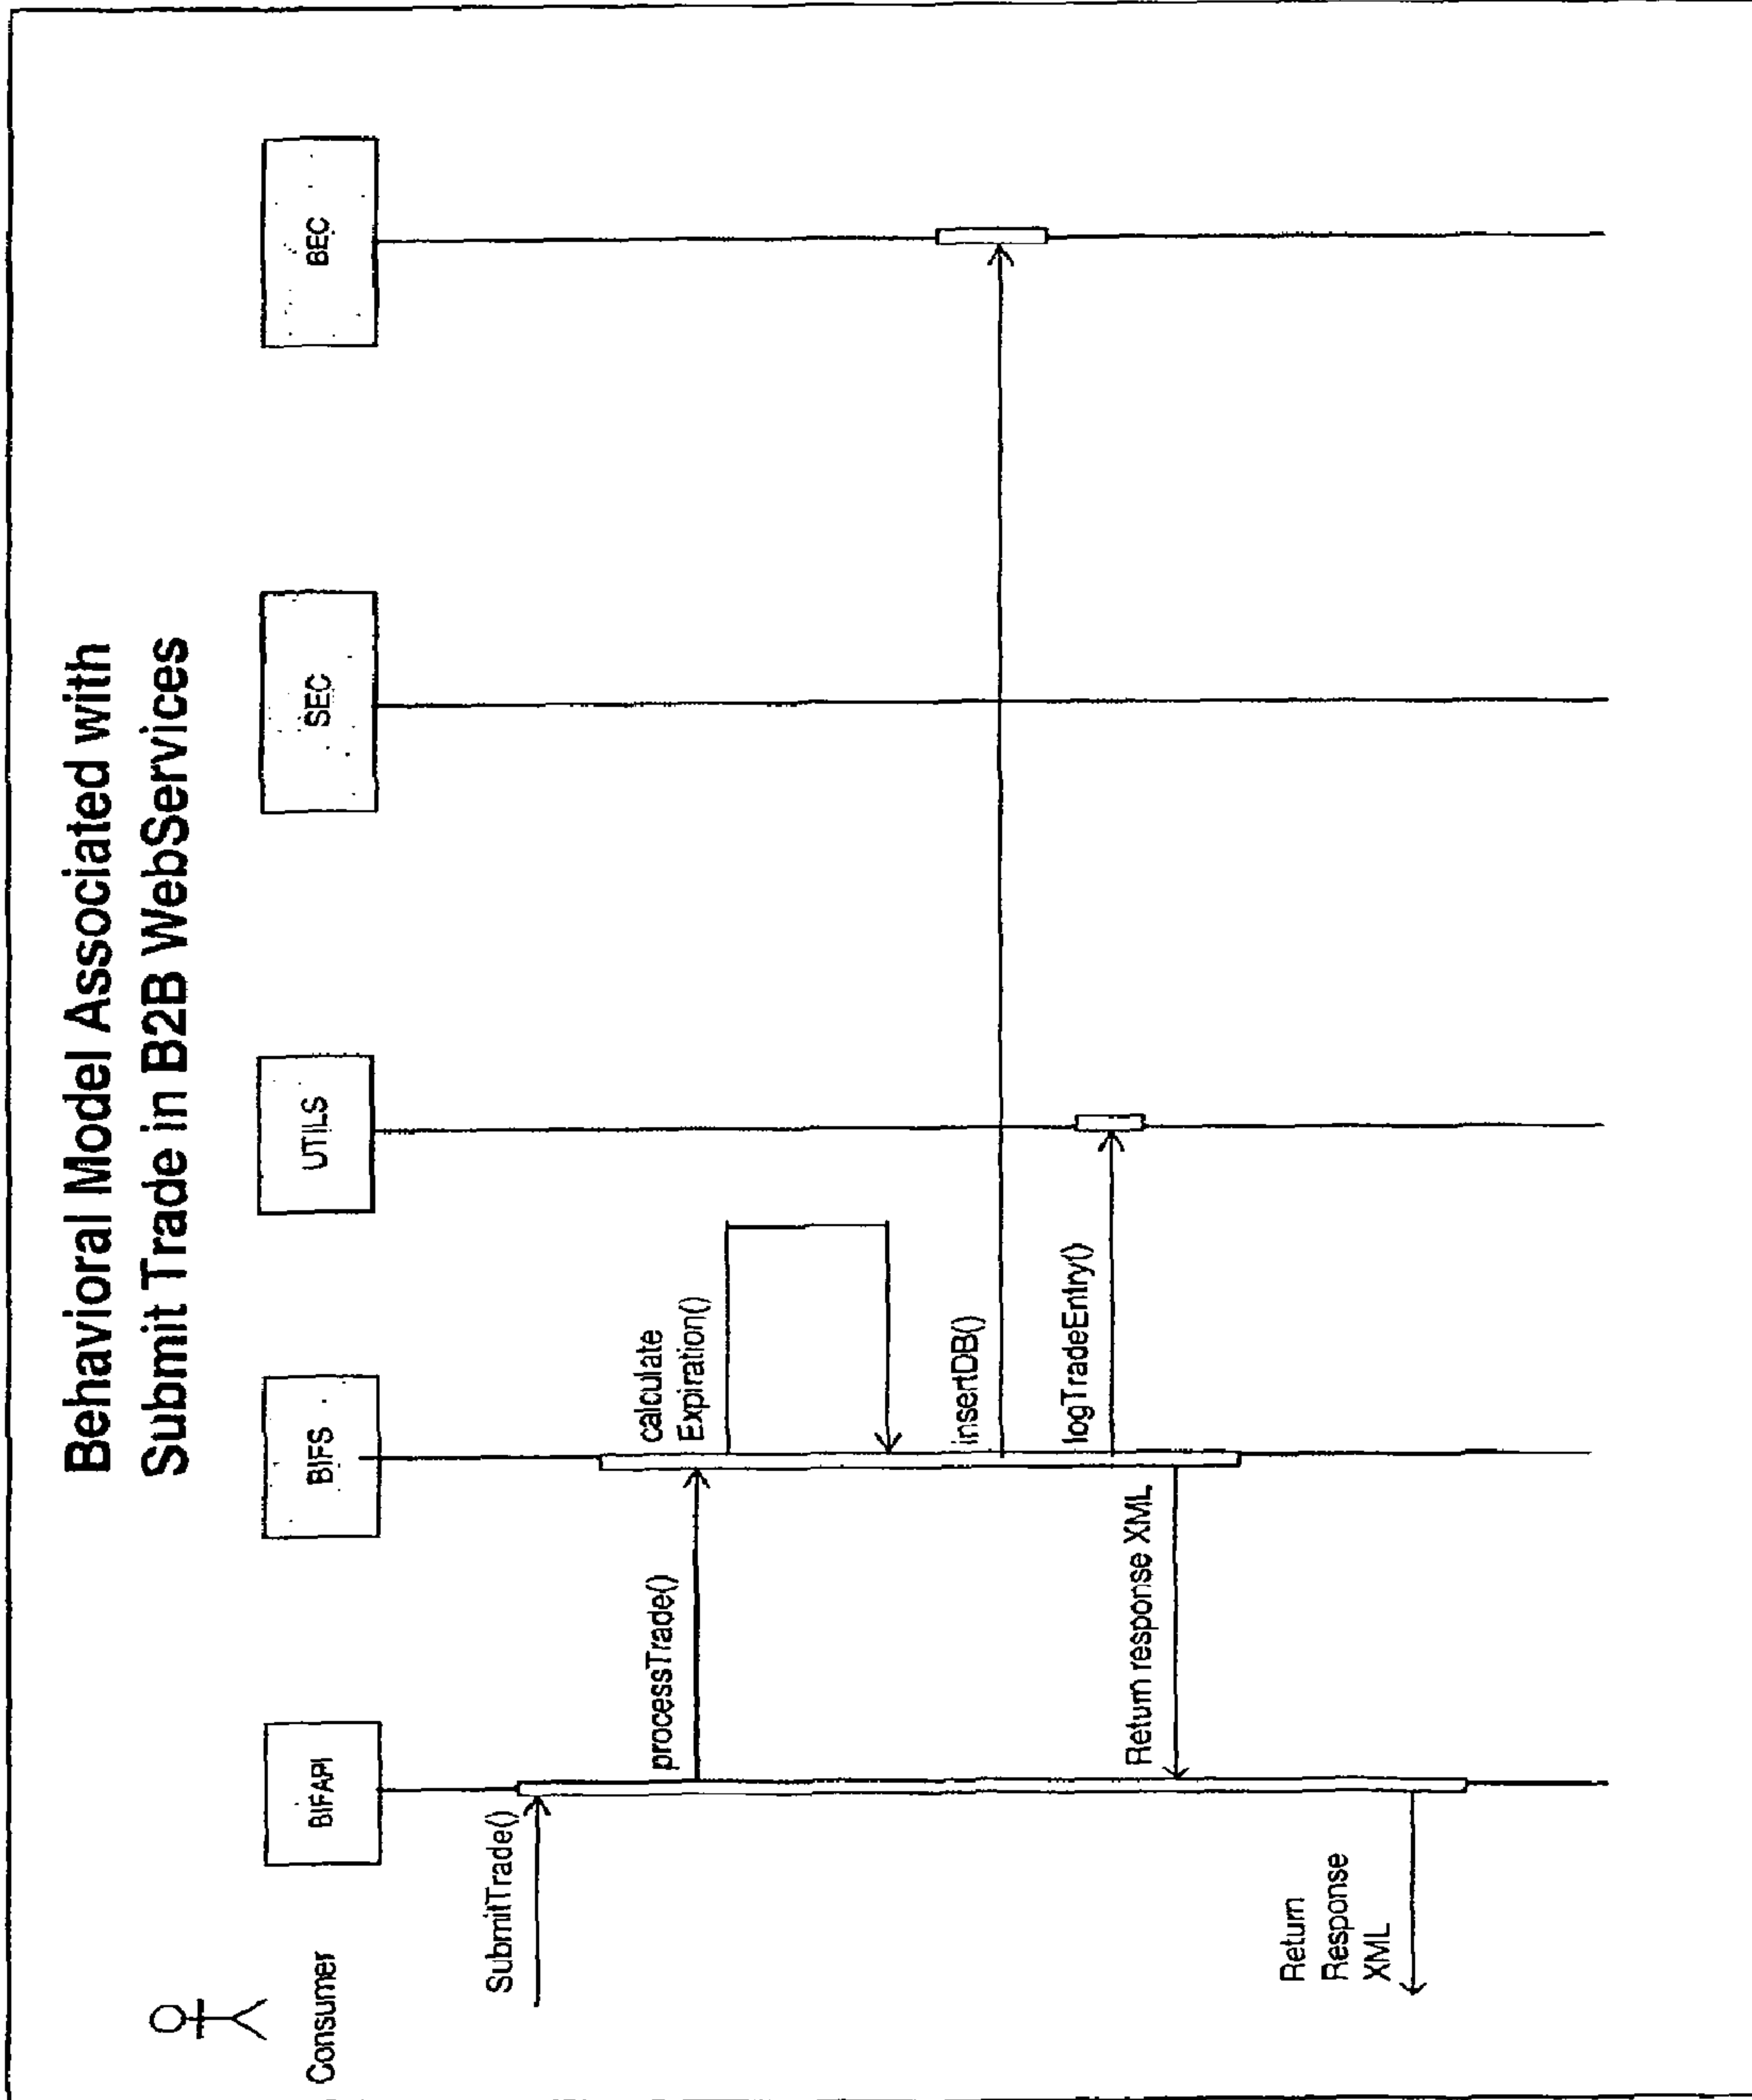 Behavioral Model Associated with
Submit Trade in B2B WebServices
Consumer
BIFAPI
BIFS
UTILS
SEC
BEC
SubmitTrade()
processTrade()
calculate
Expiration()
insertDB()
logTradeEntry()
Return response XML
Return
Response
XML